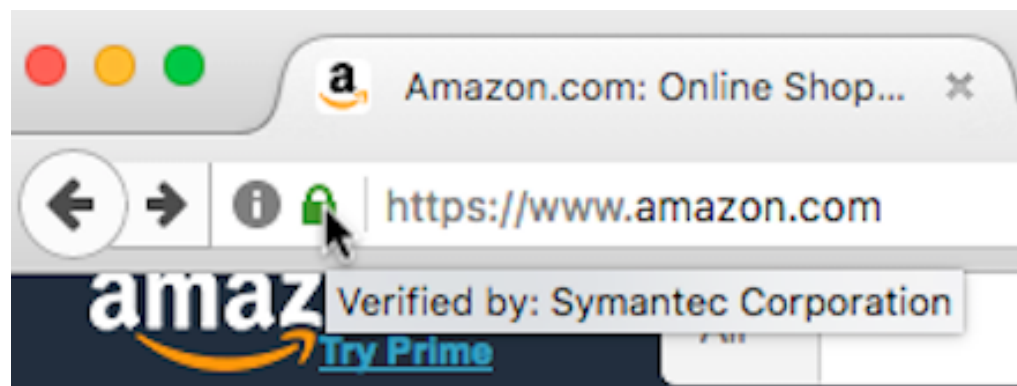 Amazon.com: Online Shop...
https://www.amazon.com
amaz
Verified by: Symantec Corporation
Try Prime
All